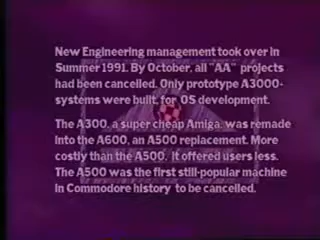 New Engineering management took over in
Summer 1991. By October, all "AA" projects
had been cancelled. Only prototype A3000-
systems were built, for OS development.
The A300, a super cheap Amiga, was remade
into the A600, an A500 replacement. More
costly than the A500, it offered users less.
The A500 was the first still-popular machine
in Commodore history to be cancelled.